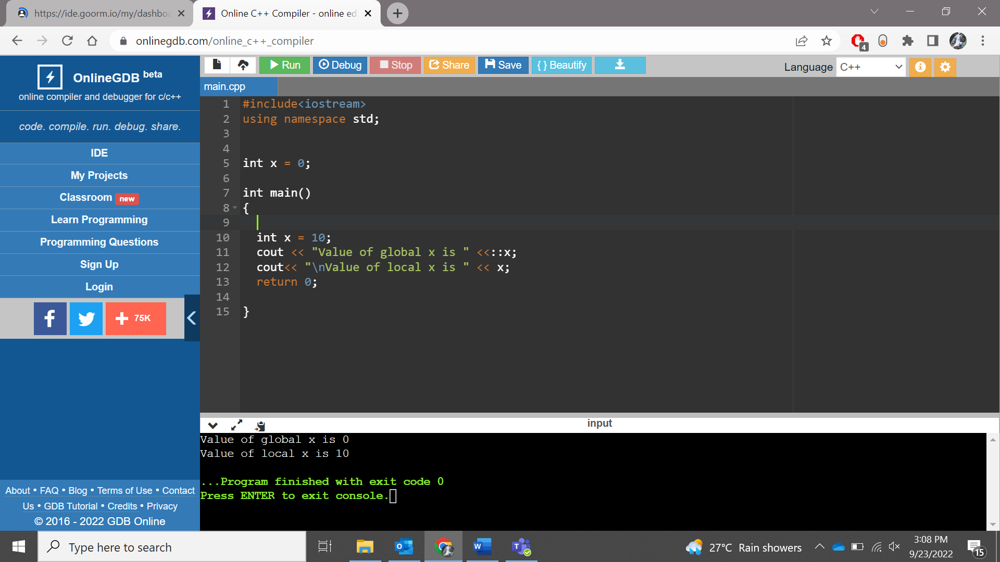 https://ide.goorm.io/my/dashboa
Online C++ Compiler - online ed
onlinegdb.com/online_c++_compiler
4
OnlineGDB beta
online compiler and debugger for c/c++
code. compile. run. debug. share.
IDE
My Projects
Classroom new
Learn Programming
Programming Questions
Sign Up
Login
f
+ 75K
About • FAQ • Blog • Terms of Use • Contact
Us • GDB Tutorial • Credits • Privacy
© 2016 - 2022 GDB Online
Run Debug Stop Share Save { } Beautify
Language C++
main.cpp
1 #include<iostream>
2 using namespace std;
3
4
5 int x = 0;
6
7 int main()
8 {
9
10 int x = 10;
11 cout << "Value of global x is " <<::x;
12 cout<< "\nValue of local x is " << x;
13 return 0;
14
15 }
input
Value of global x is 0
Value of local x is 10
...Program finished with exit code 0
Press ENTER to exit console.
Type here to search
27°C Rain showers
3:08 PM
9/23/2022
15